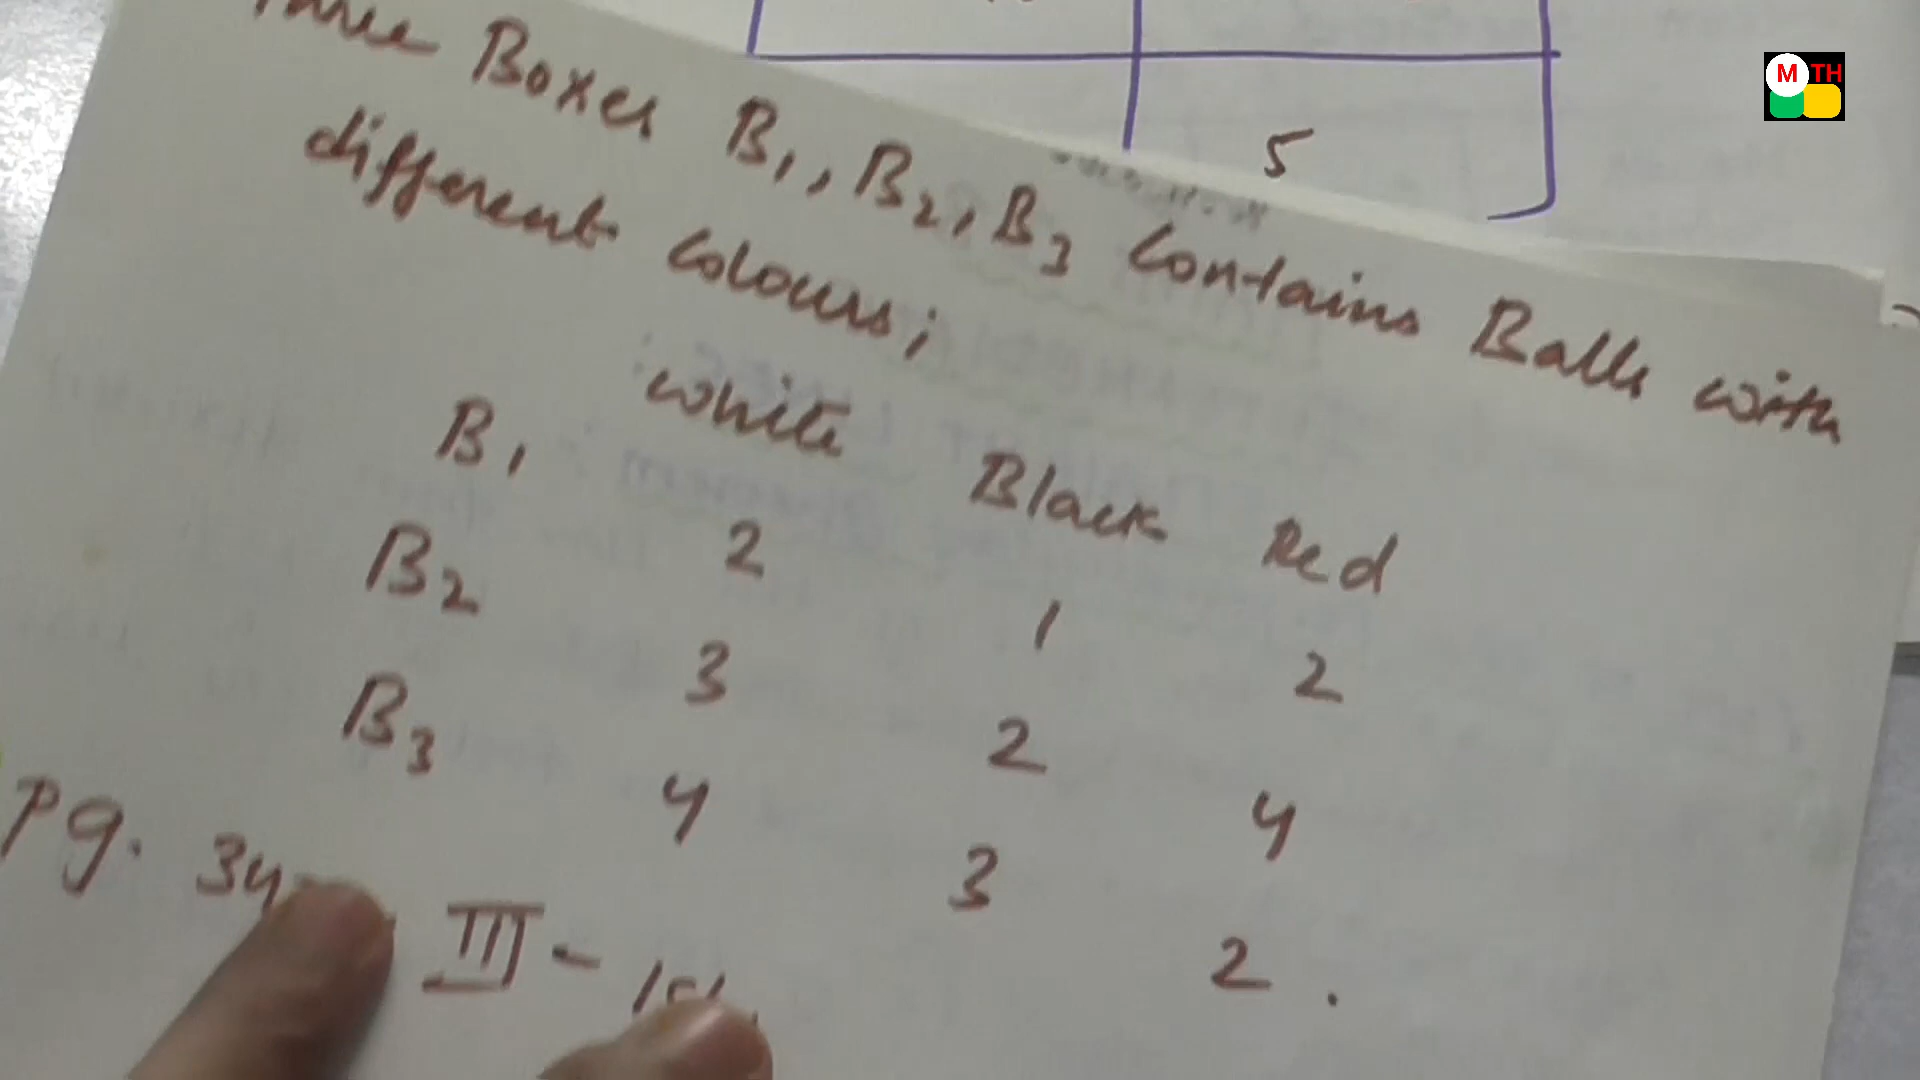 Three Boxes B1, B2, B3 Contains Balls with
different Colours;
White Black Red
B1 2 1 2
B2 3 2 4
B3 4 3 2.
Pg. 34
III -
5
M TH